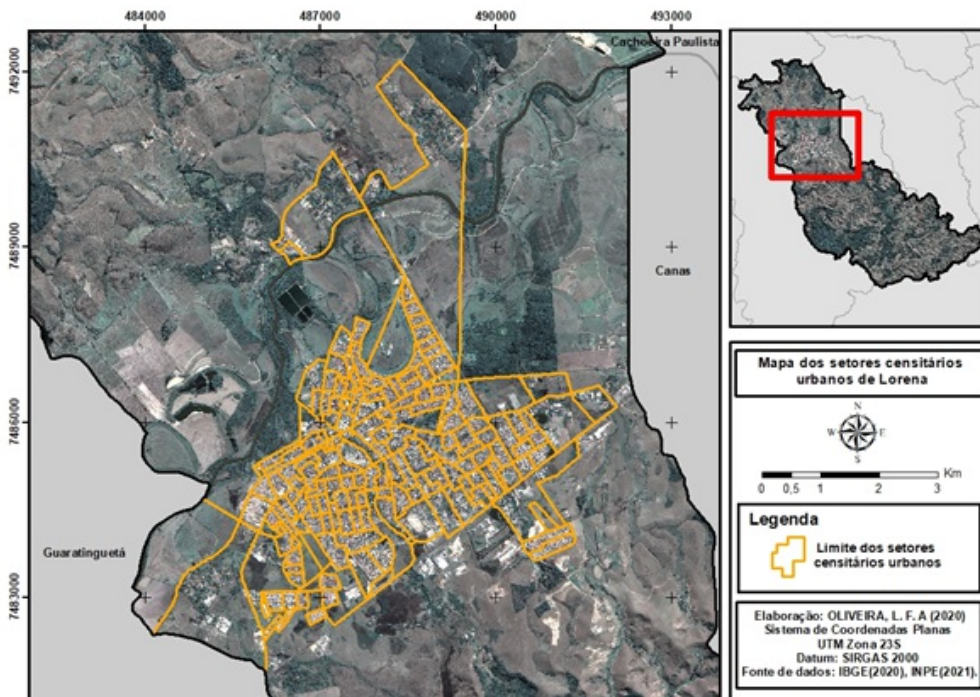 484000 487000 490000 493000
Cachoeira Paulista
7492000
7489000
7486000
7483000
Canas
Guaratinguetá
Mapa dos setores censitários
urbanos de Lorena
N
W E
S
Km
0 0,5 1 2 3
Legenda
Limite dos setores
censitários urbanos
Elaboração: OLIVEIRA, L. F. A (2020)
Sistema de Coordenadas Planas
UTM Zona 23S
Datum: SIRGAS 2000
Fonte de dados: IBGE(2020), INPE(2021)